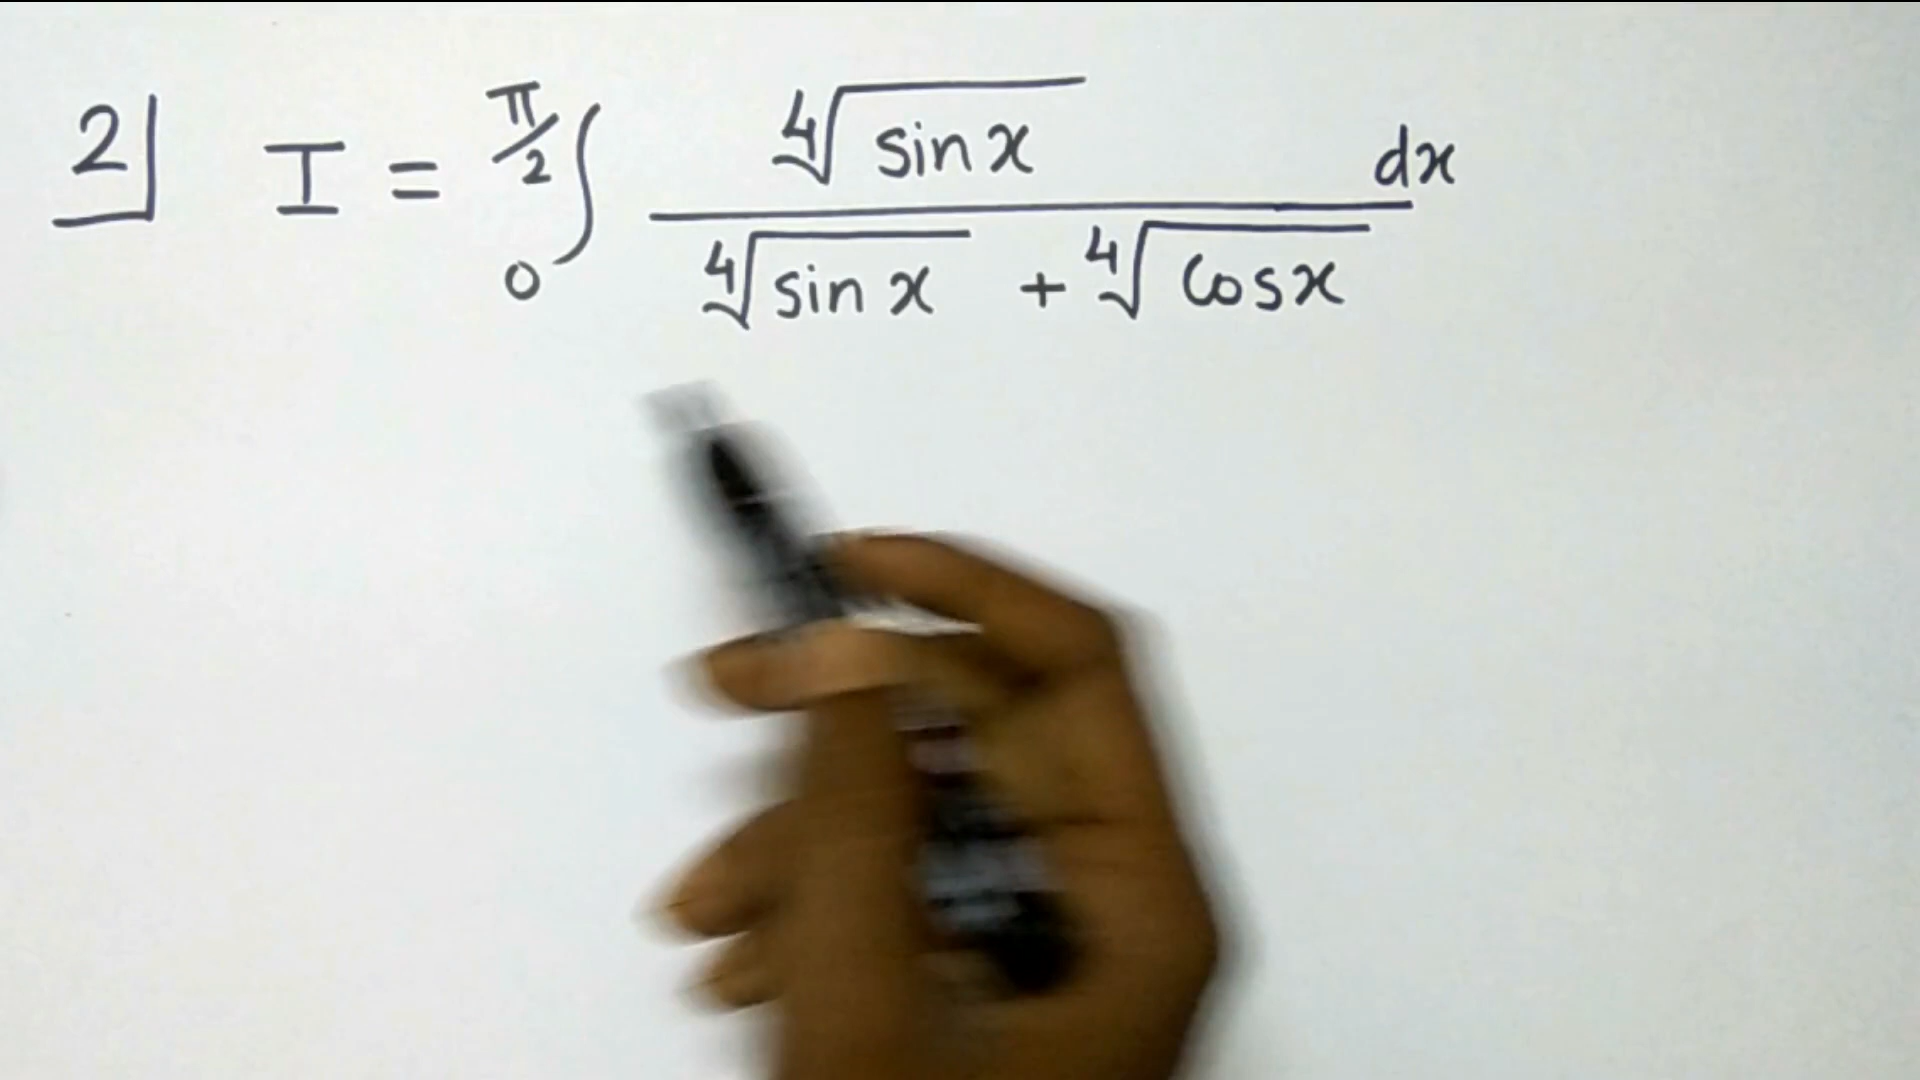 2 I = ∫₀^{π/2} ∜(sin x) / (∜(sin x) + ∜(cos x)) dx